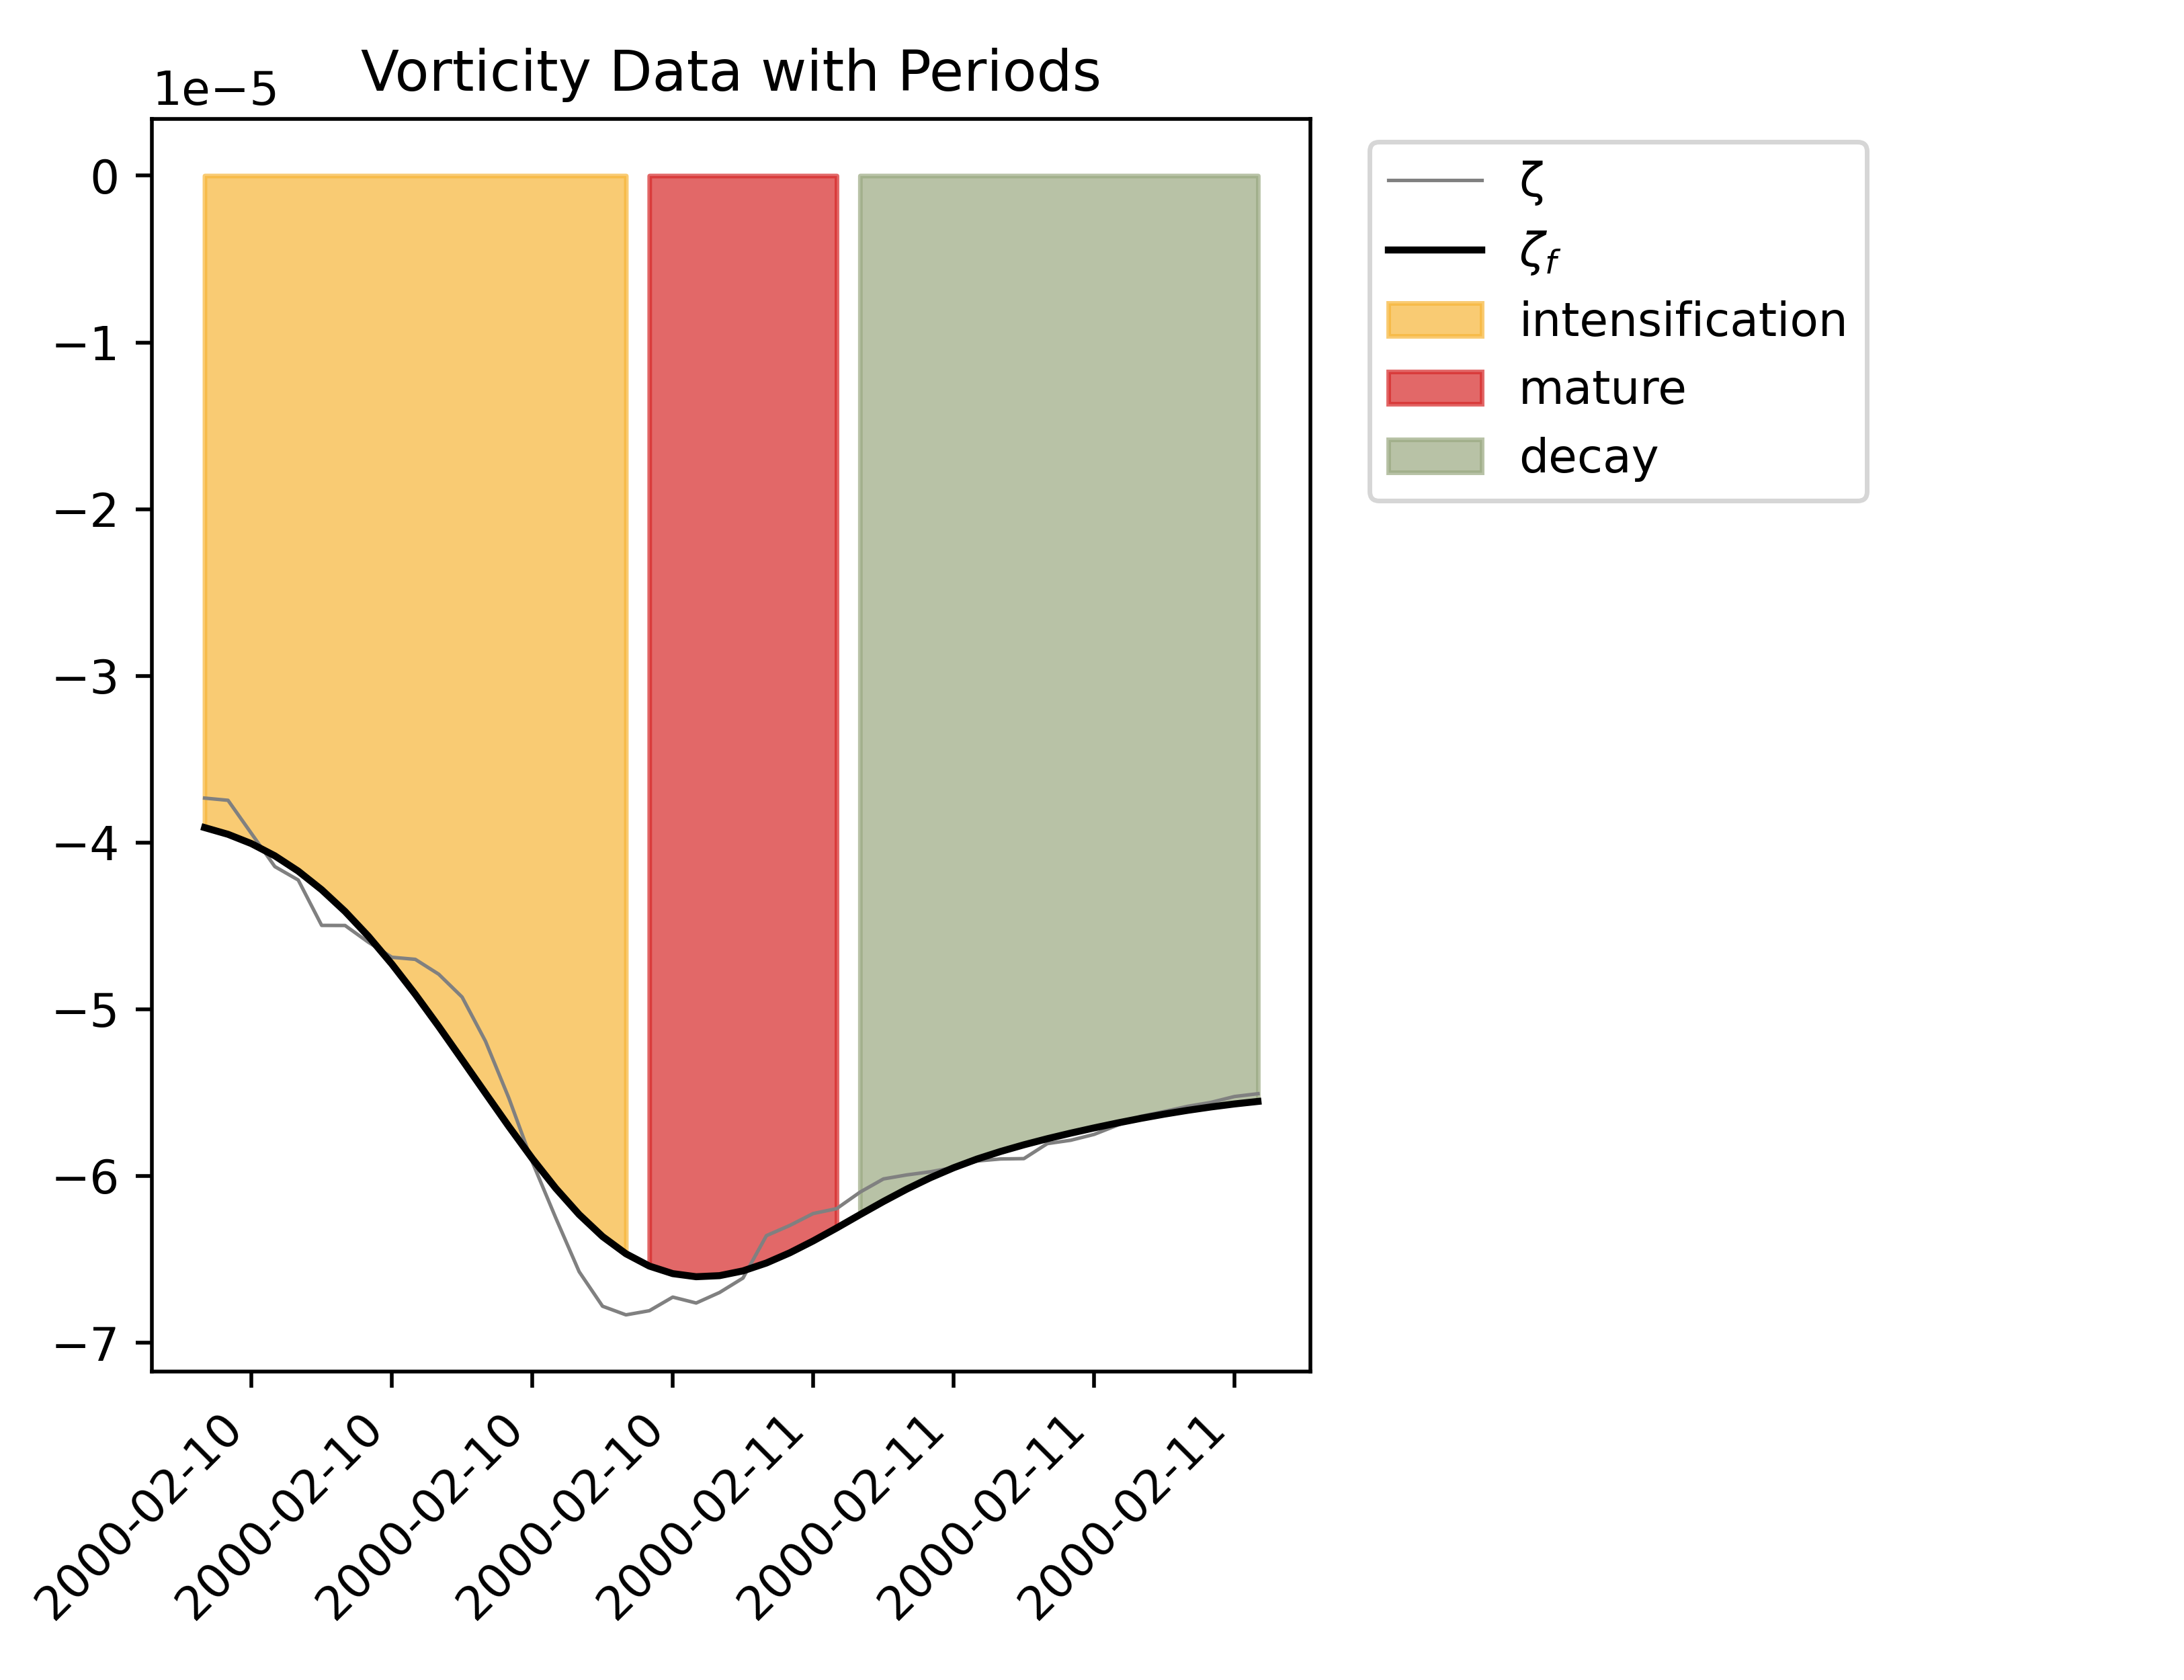 Vorticity Data with Periods
1e−5
0
−1
−2
−3
−4
−5
−6
−7
2000-02-10
2000-02-10
2000-02-10
2000-02-10
2000-02-11
2000-02-11
2000-02-11
2000-02-11
ζ
ζf
intensification
mature
decay